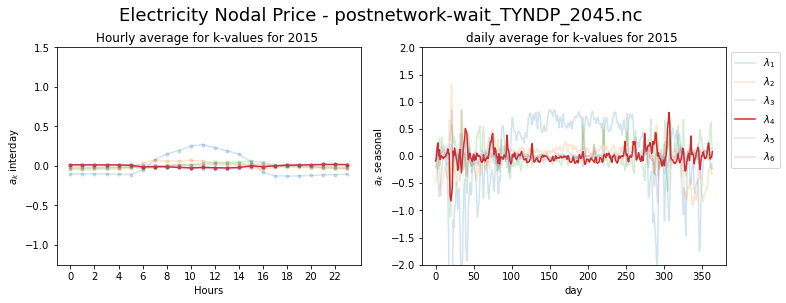 Electricity Nodal Price - postnetwork-wait_TYNDP_2045.nc
Hourly average for k-values for 2015
1.5
1.0
0.5
0.0
−0.5
−1.0
a_k interday
0 2 4 6 8 10 12 14 16 18 20 22
Hours
daily average for k-values for 2015
2.0
1.5
1.0
0.5
0.0
−0.5
−1.0
−1.5
−2.0
a_k seasonal
0 50 100 150 200 250 300 350
day
λ₁
λ₂
λ₃
λ₄
λ₅
λ₆